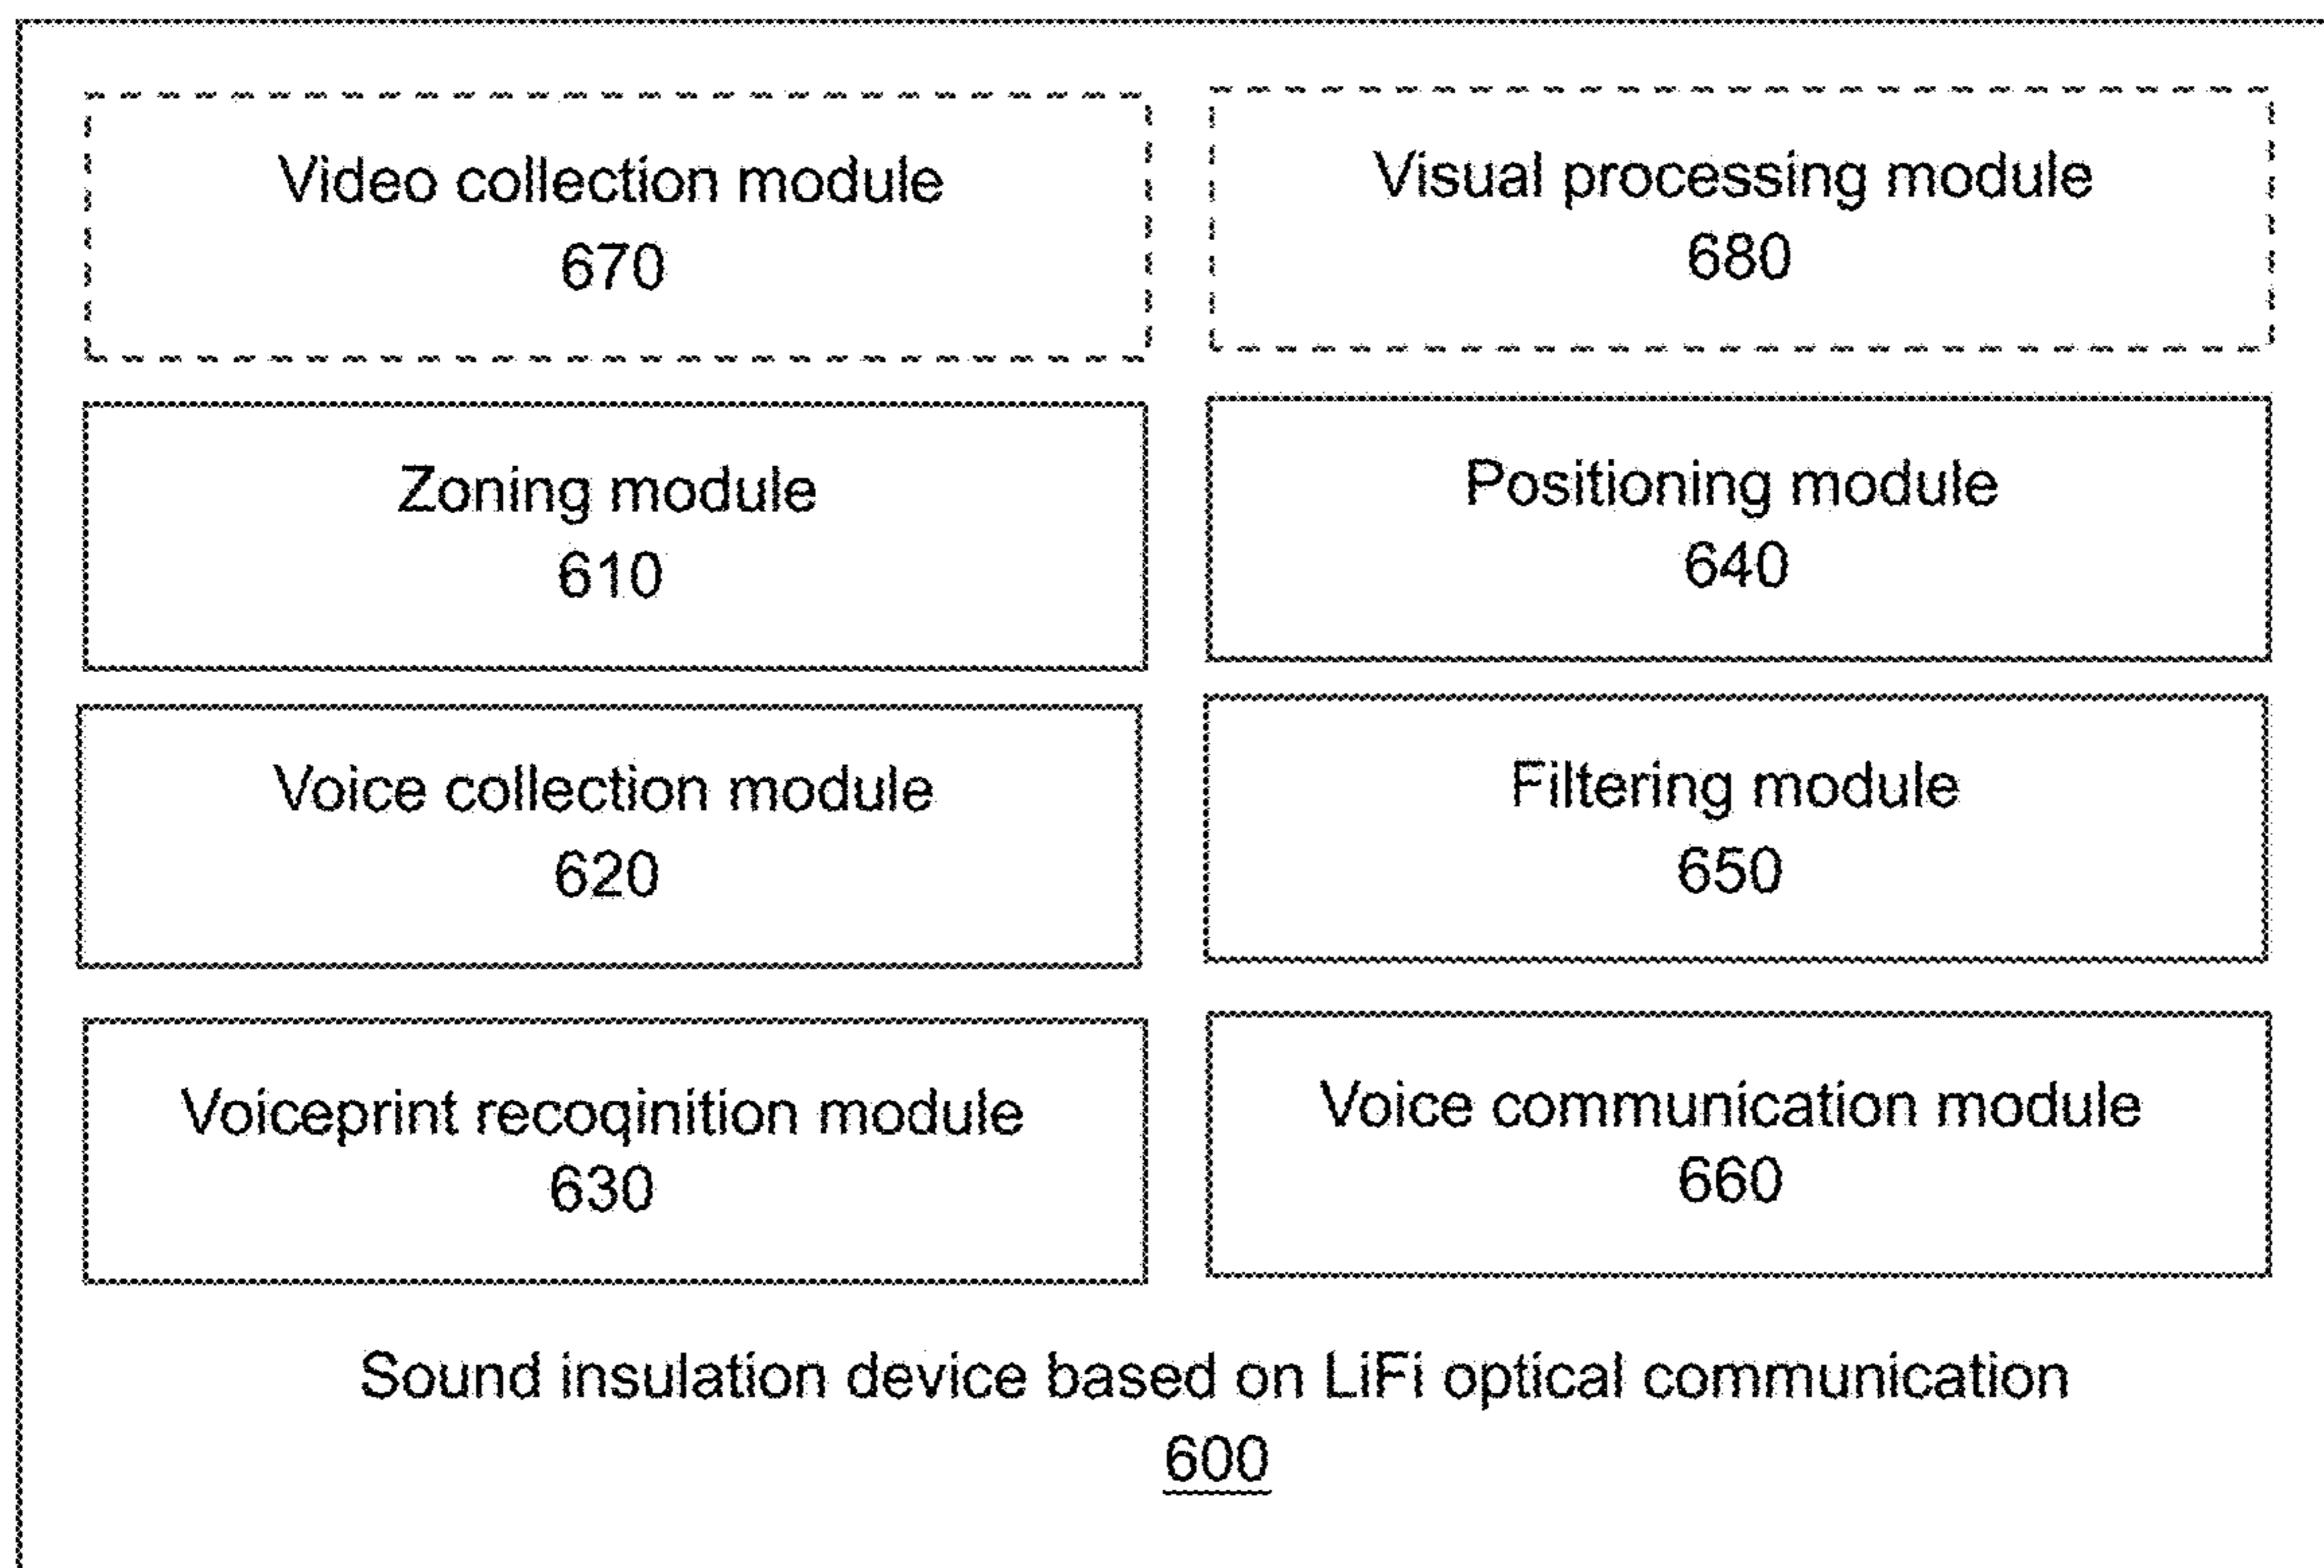 Video collection module
670
Visual processing module
680
Zoning module
610
Positioning module
640
Voice collection module
620
Filtering module
650
Voiceprint recoqinition module
630
Voice communication module
660
Sound insulation device based on LiFi optical communication
600